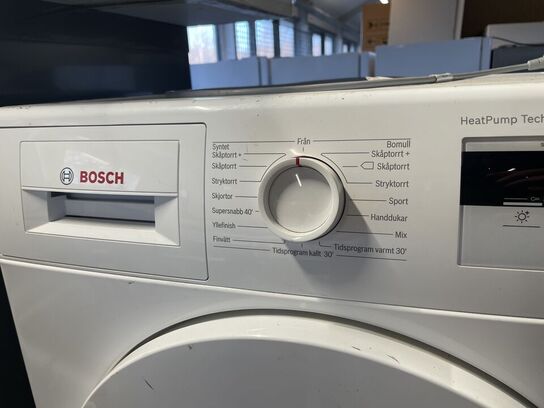 BOSCH
Från
Syntet
Skåptorrt +
Skåptorrt
Stryktorrt
Skjortor
Supersnabb 40'
Yllefinish
Finvätt
Tidsprogram kallt 30'
Bomull
Skåptorrt +
Skåptorrt
Stryktorrt
Sport
Handdukar
Mix
Tidsprogram varmt 30'
HeatPump Tech